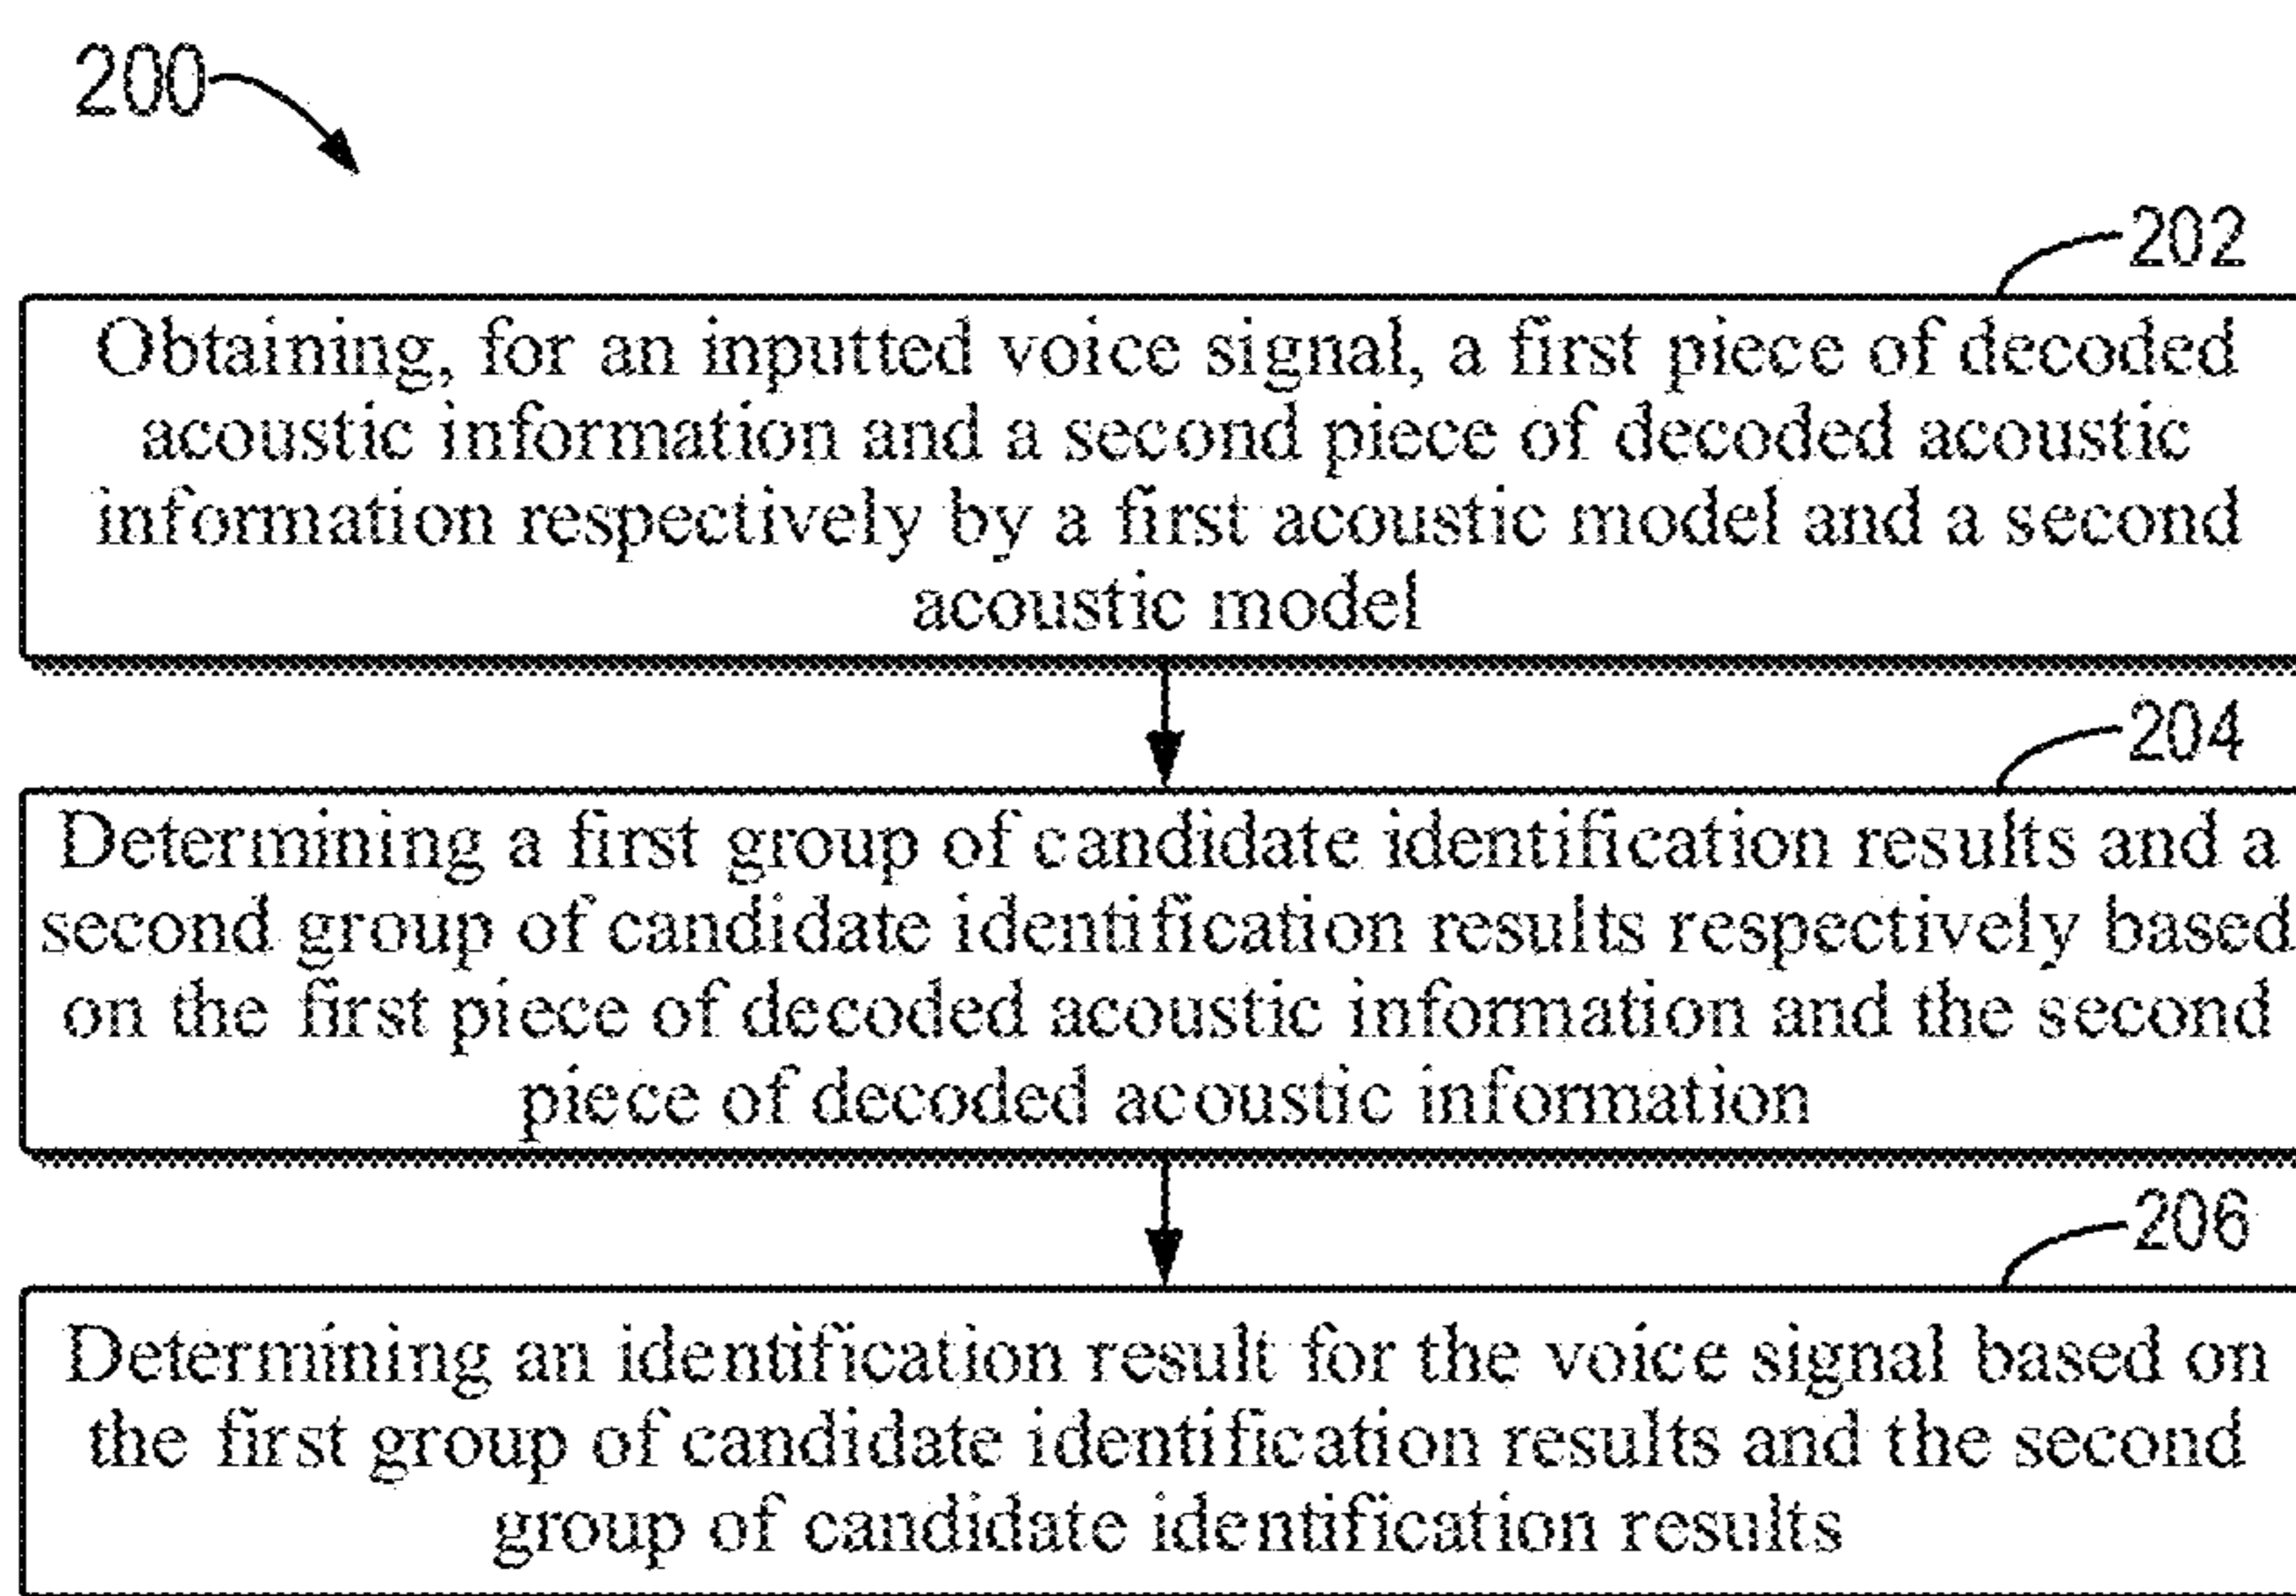 200
202
Obtaining, for an inputted voice signal, a first piece of decoded
acoustic information and a second piece of decoded acoustic
information respectively by a first acoustic model and a second
acoustic model
204
Determining a first group of candidate identification results and a
second group of candidate identification results respectively based
on the first piece of decoded acoustic information and the second
piece of decoded acoustic information
206
Determining an identification result for the voice signal based on
the first group of candidate identification results and the second
group of candidate identification results